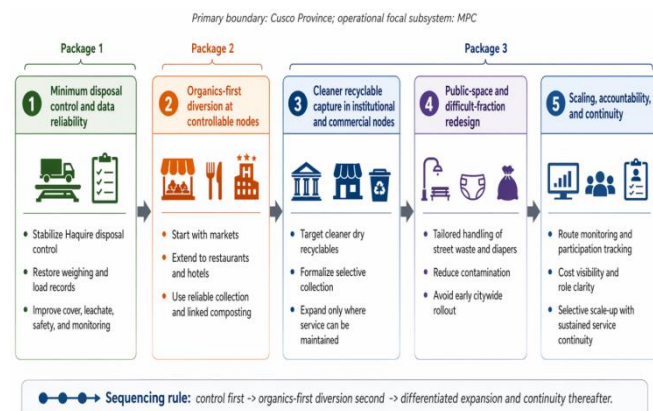 Primary boundary: Cusco Province; operational focal subsystem: MPC
Package 1
Package 2
Package 3
1
Minimum disposal
control and data
reliability
• Stabilize Haquire disposal
control
• Restore weighing and
load records
• Improve cover, leachate,
safety, and monitoring
2
Organics-first
diversion at
controllable nodes
• Start with markets
• Extend to restaurants
and hotels
• Use reliable collection
and linked composting
3
Cleaner recyclable
capture in institutional
and commercial nodes
• Target cleaner dry
recyclables
• Formalize selective
collection
• Expand only where
service can be
maintained
4
Public-space and
difficult-fraction
redesign
• Tailored handling of
street waste and diapers
• Reduce contamination
• Avoid early citywide
rollout
5
Scaling, accountability,
and continuity
• Route monitoring and
participation tracking
• Cost visibility and
role clarity
• Selective scale-up with
sustained service
continuity
Sequencing rule: control first -> organics-first diversion second -> differentiated expansion and continuity thereafter.